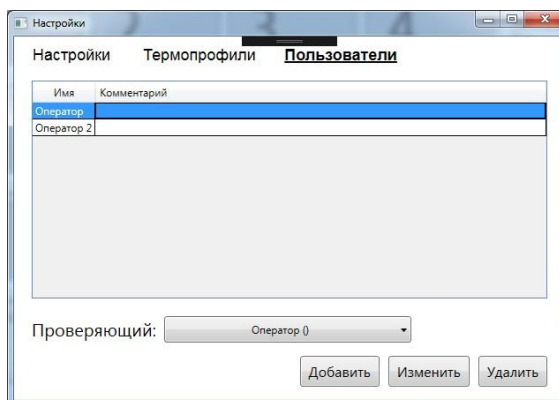 Настройки
Настройки Термопрофили Пользователи
Имя Комментарий
Оператор
Оператор 2
Проверяющий: Оператор ()
Добавить Изменить Удалить